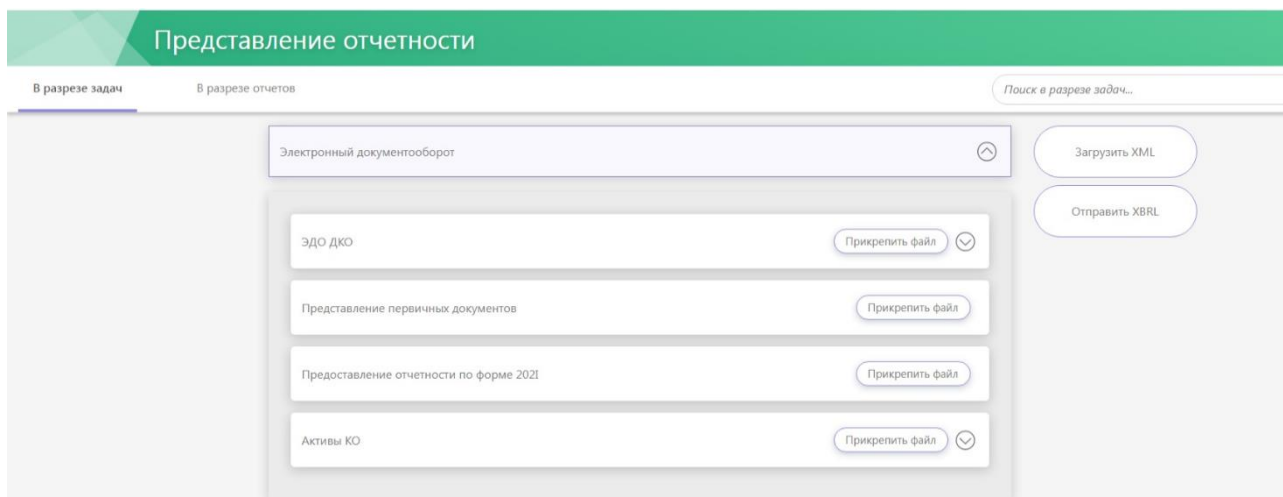 Представление отчетности
В разрезе задач
В разрезе отчетов
Поиск в разрезе задач...
Электронный документооборот
Загрузить XML
Отправить XBRL
ЭДО ДКО
Прикрепить файл
Представление первичных документов
Прикрепить файл
Предоставление отчетности по форме 202I
Прикрепить файл
Активы КО
Прикрепить файл